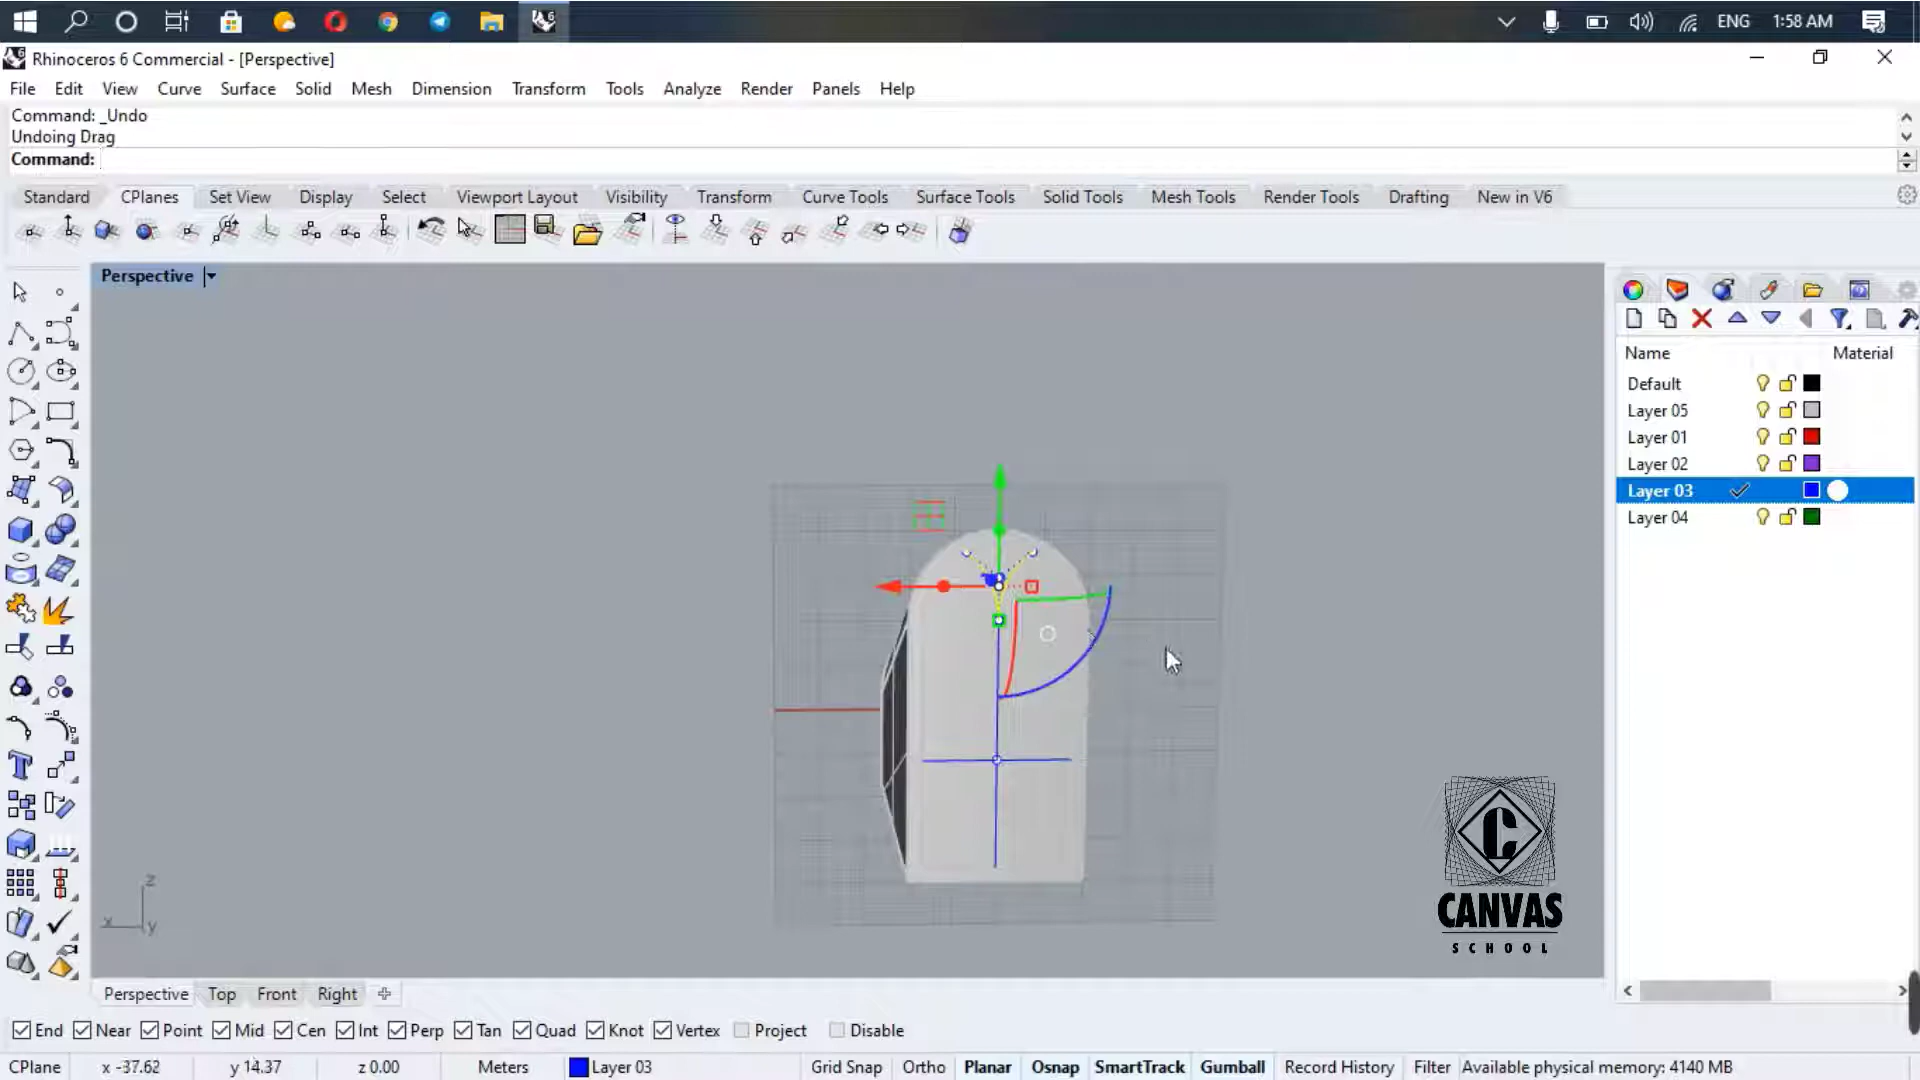 ENG 1:58 AM
Rhinoceros 6 Commercial - [Perspective]
File Edit View Curve Surface Solid Mesh Dimension Transform Tools Analyze Render Panels Help
Command: _Undo
Undoing Drag
Command:
Standard CPlanes Set View Display Select Viewport Layout Visibility Transform Curve Tools Surface Tools Solid Tools Mesh Tools Render Tools Drafting New in V6
Perspective
Name Material
Default
Layer 05
Layer 01
Layer 02
Layer 03
Layer 04
z
x y
C
CANVAS
SCHOOL
Perspective Top Front Right
End Near Point Mid Cen Int Perp Tan Quad Knot Vertex Project Disable
CPlane x -37.62 y 14.37 z 0.00 Meters Layer 03 Grid Snap Ortho Planar Osnap SmartTrack Gumball Record History Filter Available physical memory: 4140 MB